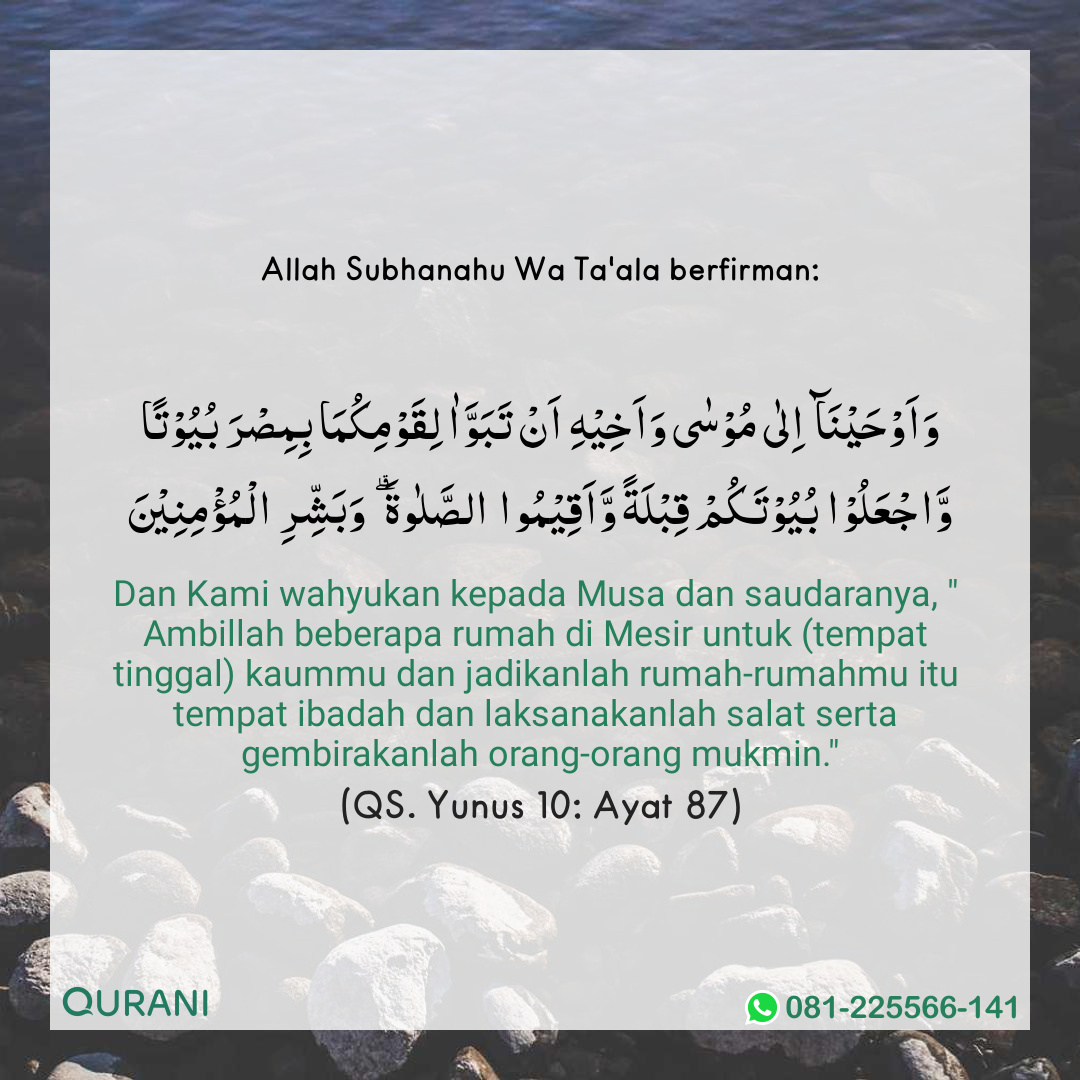 Allah Subhanahu Wa Ta'ala berfirman:
وَاَوْحَيْنَاۤ اِلٰى مُوْسٰى وَاَخِيْهِ اَنْ تَبَوَّاٰ لِقَوْمِكُمَا بِمِصْرَ بُيُوْتًا
وَّاجْعَلُوْا بُيُوْتَكُمْ قِبْلَةً وَّاَقِيْمُوا الصَّلٰوةَ ۗ وَبَشِّرِ الْمُؤْمِنِيْنَ
Dan Kami wahyukan kepada Musa dan saudaranya, "
Ambillah beberapa rumah di Mesir untuk (tempat
tinggal) kaummu dan jadikanlah rumah-rumahmu itu
tempat ibadah dan laksanakanlah salat serta
gembirakanlah orang-orang mukmin."
(QS. Yunus 10: Ayat 87)
QURANI
081-225566-141